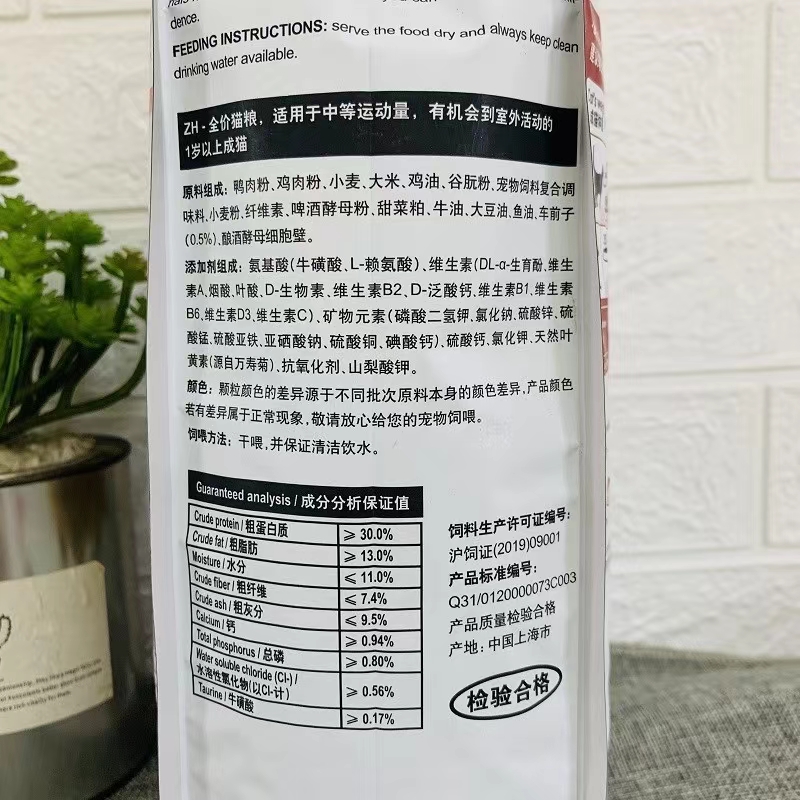 dence.
FEEDING INSTRUCTIONS: serve the food dry and always keep clean
drinking water available.
ZH - 全价猫粮，适用于中等运动量，有机会到室外活动的
1岁以上成猫
原料组成：鸭肉粉、鸡肉粉、小麦、大米、鸡油、谷朊粉、宠物饲料复合调
味料、小麦粉、纤维素、啤酒酵母粉、甜菜粕、牛油、大豆油、鱼油、车前子
(0.5%)、酿酒酵母细胞壁。
添加剂组成：氨基酸(牛磺酸、L-赖氨酸)、维生素(DL-α-生育酚、维生
素A、烟酸、叶酸、D-生物素、维生素B2、D-泛酸钙、维生素B1、维生素
B6、维生素D3、维生素C)、矿物元素(磷酸二氢钾、氯化钠、硫酸锌、硫
酸锰、硫酸亚铁、亚硒酸钠、硫酸铜、碘酸钙)、硫酸钙、氯化钾、天然叶
黄素(源自万寿菊)、抗氧化剂、山梨酸钾。
颜色：颗粒颜色的差异源于不同批次原料本身的颜色差异，产品颜色
若有差异属于正常现象，敬请放心给您的宠物饲喂。
饲喂方法：干喂，并保证清洁饮水。
Guaranteed analysis / 成分分析保证值
Crude protein / 粗蛋白质 ⩾ 30.0%
Crude fat / 粗脂肪 ⩾ 13.0%
Moisture / 水分 ⩽ 11.0%
Crude fiber / 粗纤维 ⩽ 7.4%
Crude ash / 粗灰分 ⩽ 9.5%
Calcium / 钙 ⩾ 0.94%
Total phosphorus / 总磷 ⩾ 0.80%
Water soluble chloride (Cl-) /
水溶性氯化物(以Cl-计) ⩾ 0.56%
Taurine / 牛磺酸 ⩾ 0.17%
饲料生产许可证编号：
沪饲证(2019)09001
产品标准编号：
Q31/0120000073C003
产品质量检验合格
产地：中国上海市
检验合格